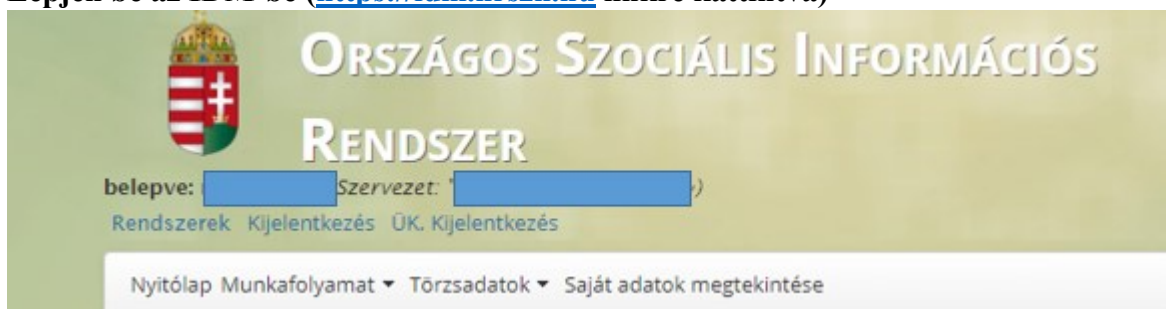 ORSZÁGOS SZOCIÁLIS INFORMÁCIÓS
RENDSZER
belepve: Szervezet: )
Rendszerek Kijelentkezés ÜK. Kijelentkezés
Nyitólap Munkafolyamat Törzsadatok Saját adatok megtekintése